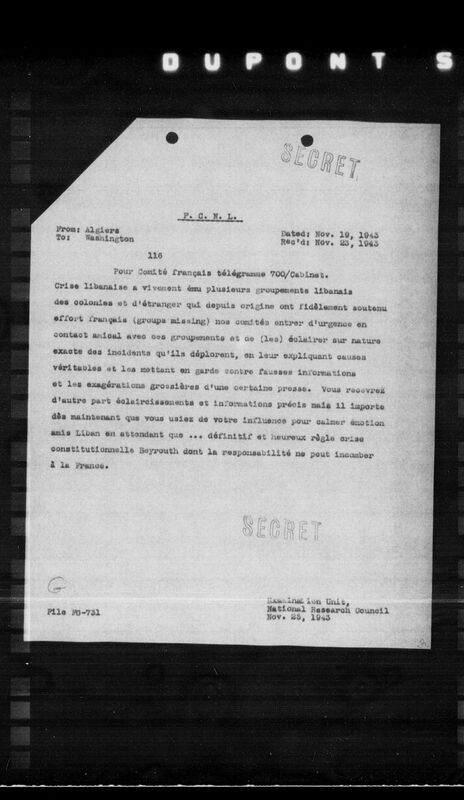 DUPONT S
SECRET
F. C. N. L.
From: Algiers
To: Washington
Dated: Nov. 19, 1943
Rec'd: Nov. 23, 1943
116
Pour Comité français télégramme 700/Cabinet.
Crise libanaise a vivement ému plusieurs groupements libanais
des colonies et d'étranger qui depuis origine ont fidèlement soutenu
effort français (groups missing) nos comités entrer d'urgence en
contact amical avec ces groupements et de (les) éclairer sur nature
exacte des incidents qu'ils déplorent, en leur expliquant causes
véritables et les mettant en garde contre fausses informations
et les exagérations grossières d'une certaine presse. Vous recevrez
d'autre part éclaircissements et informations précis mais il importe
dès maintenant que vous usiez de votre influence pour calmer émotion
amis Liban en attendant que ... définitif et heureux règle crise
constitutionnelle Beyrouth dont la responsabilité ne peut incomber
à la France.
SECRET
G
File FO-731
Examination Unit,
National Research Council
Nov. 25, 1943